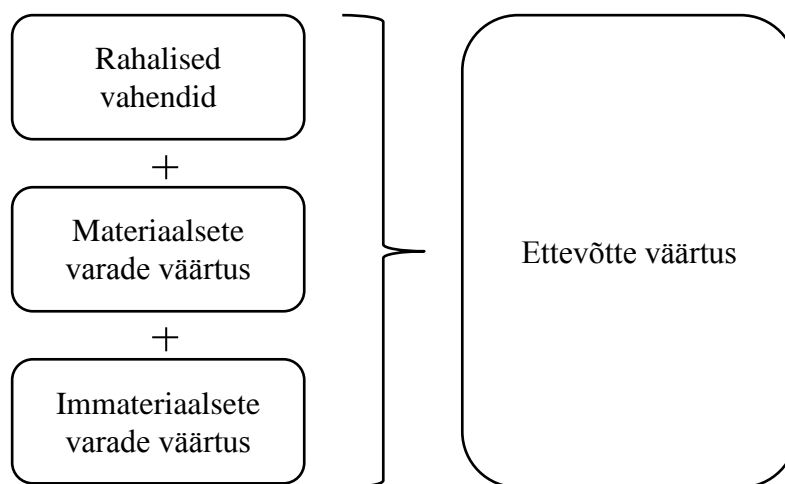 Rahalised
vahendid
+
Materiaalsete
varade väärtus
+
Immateriaalsete
varade väärtus
Ettevõtte väärtus